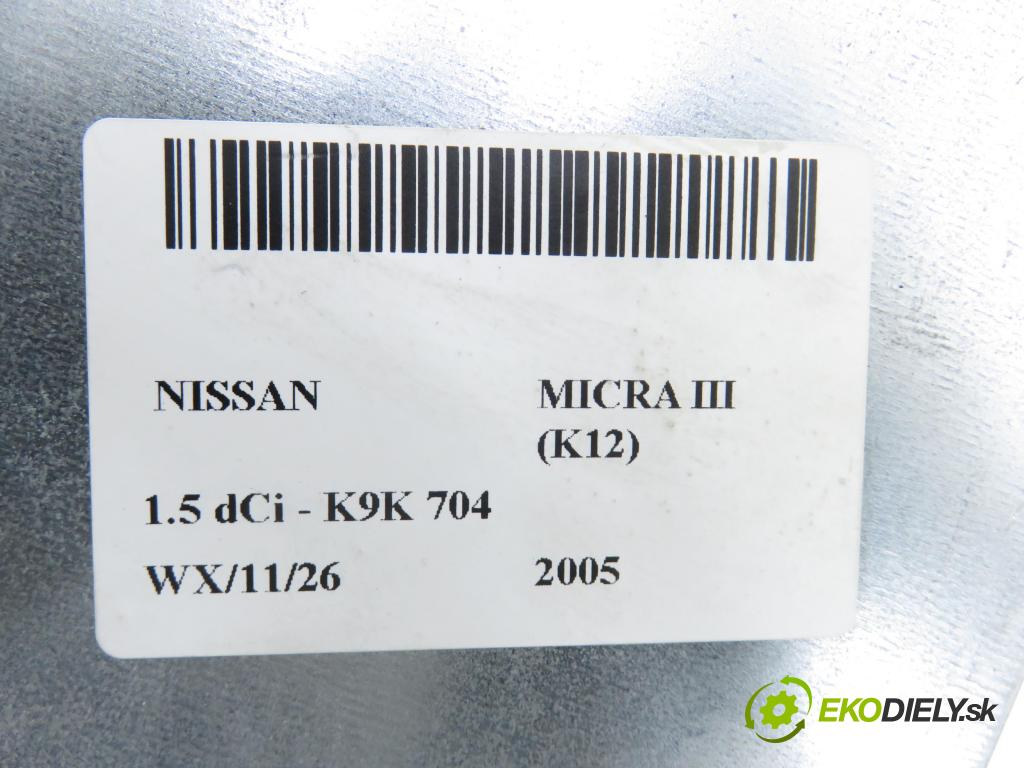 NISSAN MICRA III
(K12)
1.5 dCi - K9K 704
WX/11/26 2005
EKODIELY.sk